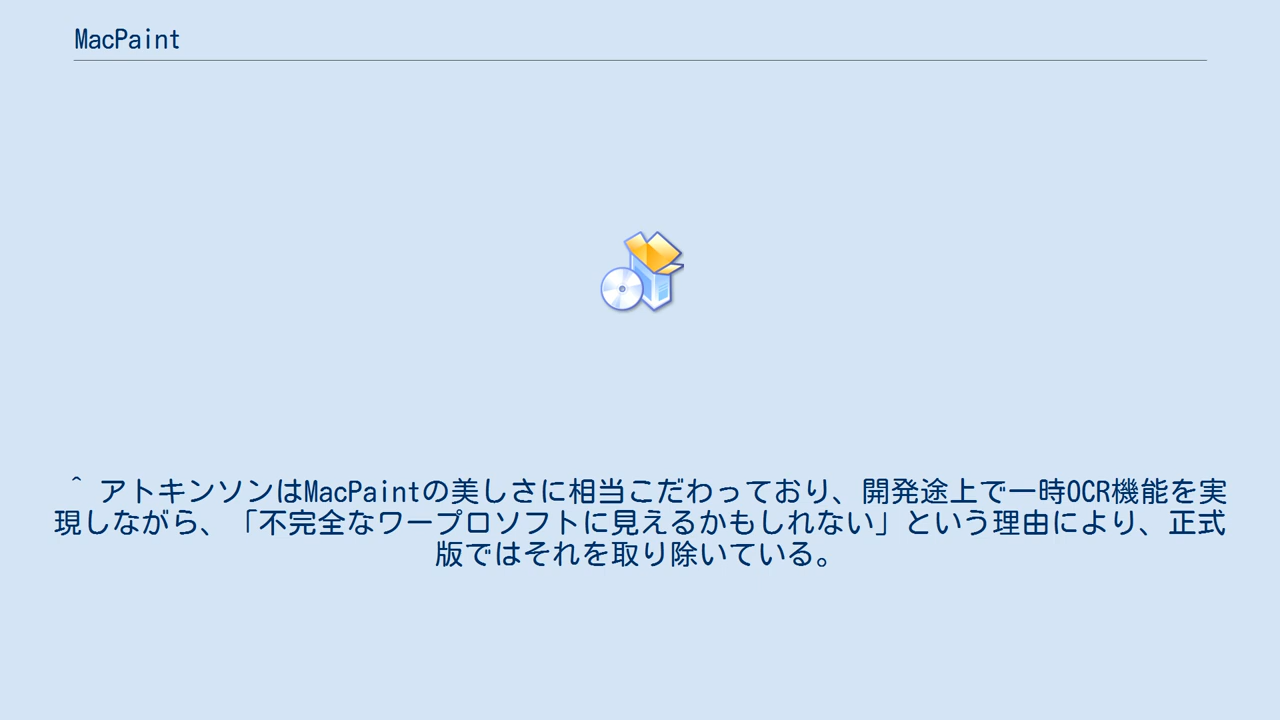 MacPaint
^ アトキンソンはMacPaintの美しさに相当こだわっており、開発途上で一時OCR機能を実
現しながら、「不完全なワープロソフトに見えるかもしれない」という理由により、正式
版ではそれを取り除いている。